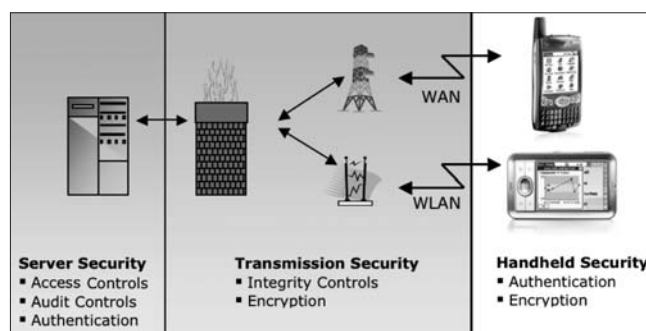 WAN
WLAN
Server Security
▪ Access Controls
▪ Audit Controls
▪ Authentication
Transmission Security
▪ Integrity Controls
▪ Encryption
Handheld Security
▪ Authentication
▪ Encryption